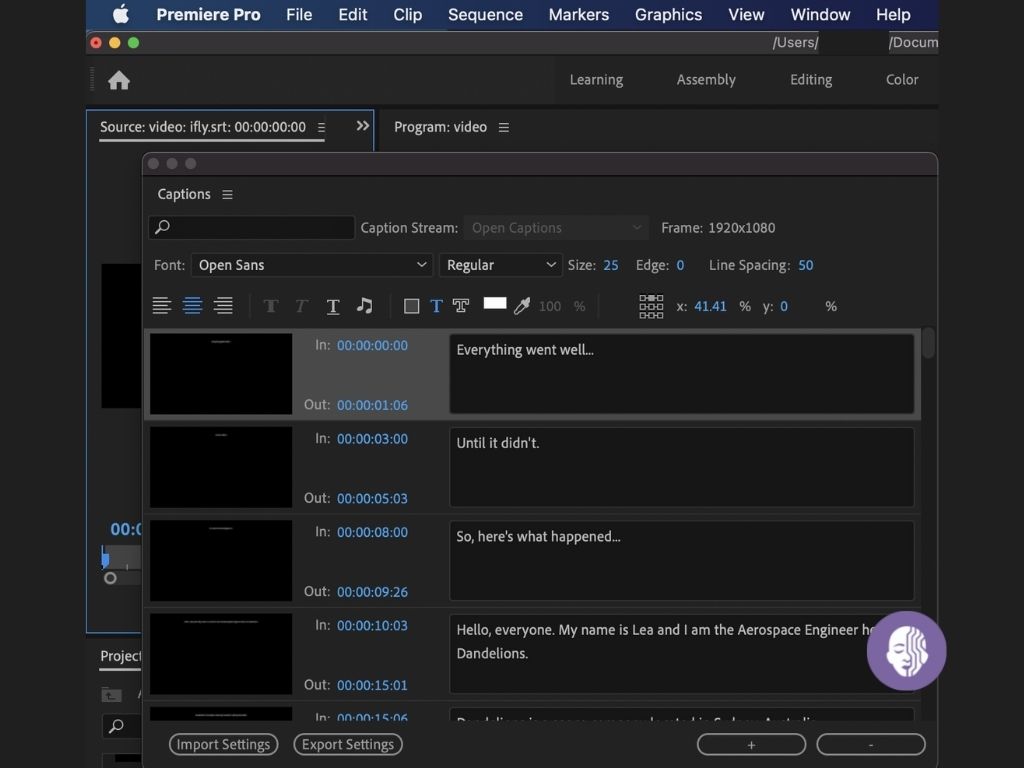 Premiere Pro File Edit Clip Sequence Markers Graphics View Window Help
/Users/ /Docum
Learning Assembly Editing Color
Source: video: ifly.srt: 00:00:00:00
Program: video
Captions
Caption Stream: Open Captions Frame: 1920x1080
Font: Open Sans Regular Size: 25 Edge: 0 Line Spacing: 50
T T T T T 100 % x: 41.41 % y: 0 %
In: 00:00:00:00
Everything went well...
Out: 00:00:01:06
In: 00:00:03:00
Until it didn't.
Out: 00:00:05:03
In: 00:00:08:00
So, here's what happened...
Out: 00:00:09:26
00:0
In: 00:00:10:03
Hello, everyone. My name is Lea and I am the Aerospace Engineer he
Dandelions.
Out: 00:00:15:01
Project
In: 00:00:15:06
Import Settings Export Settings + -